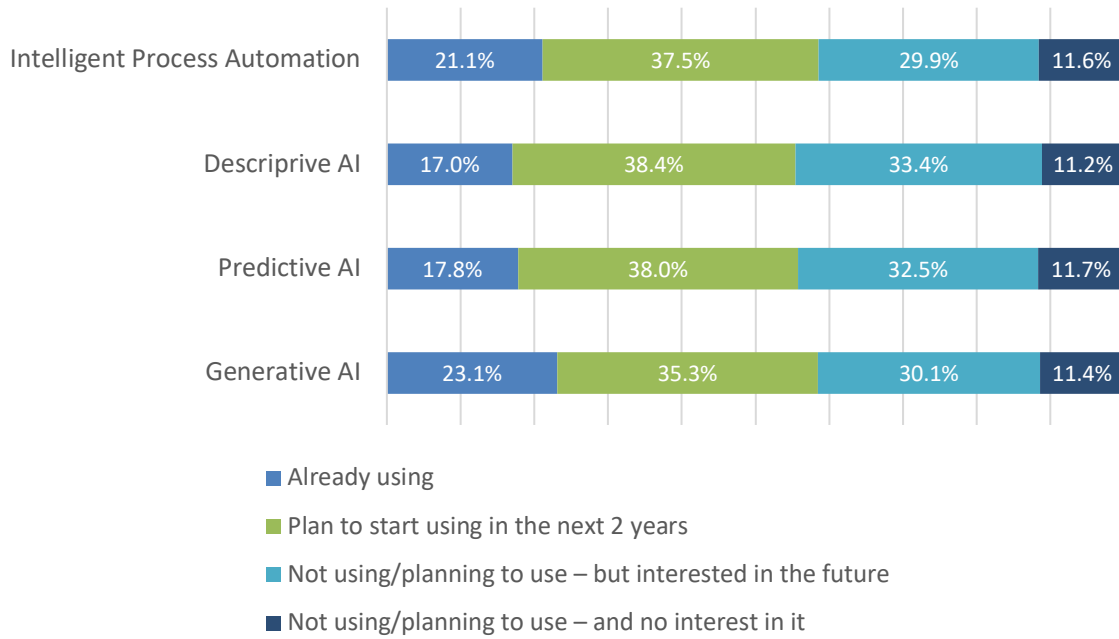 Intelligent Process Automation 21.1% 37.5% 29.9% 11.6%
Descriprive AI 17.0% 38.4% 33.4% 11.2%
Predictive AI 17.8% 38.0% 32.5% 11.7%
Generative AI 23.1% 35.3% 30.1% 11.4%
Already using
Plan to start using in the next 2 years
Not using/planning to use – but interested in the future
Not using/planning to use – and no interest in it